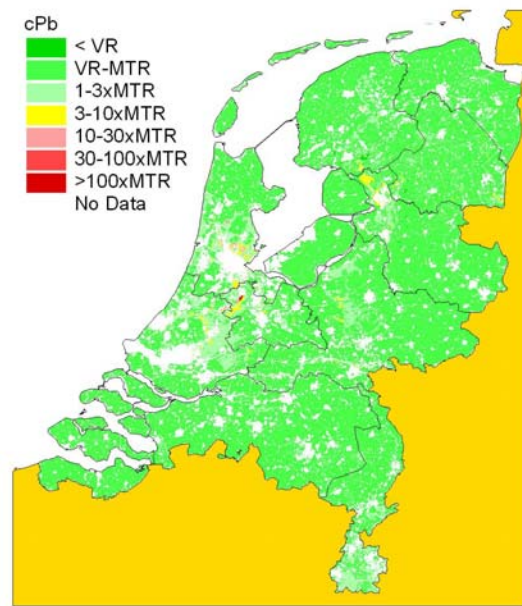 cPb
< VR
VR-MTR
1-3xMTR
3-10xMTR
10-30xMTR
30-100xMTR
>100xMTR
No Data